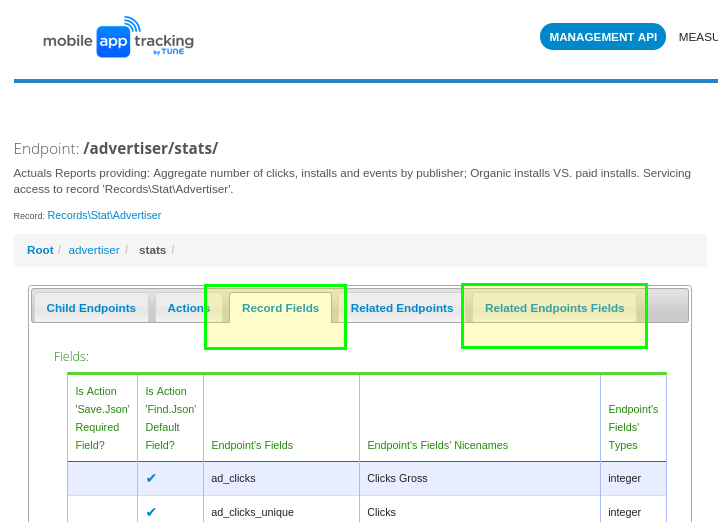 mobile app tracking
by TUNE
MANAGEMENT API MEASU
Endpoint: /advertiser/stats/
Actuals Reports providing: Aggregate number of clicks, installs and events by publisher; Organic installs VS. paid installs. Servicing
access to record 'Records\Stat\Advertiser'.
Record: Records\Stat\Advertiser
Root / advertiser / stats /
Child Endpoints Actions Record Fields Related Endpoints Related Endpoints Fields
Fields:
Is Action 'Save.Json' Required Field?
Is Action 'Find.Json' Default Field?
Endpoint's Fields
Endpoint's Fields' Nicenames
Endpoint's Fields' Types
✔ ad_clicks Clicks Gross integer
✔ ad_clicks_unique Clicks integer